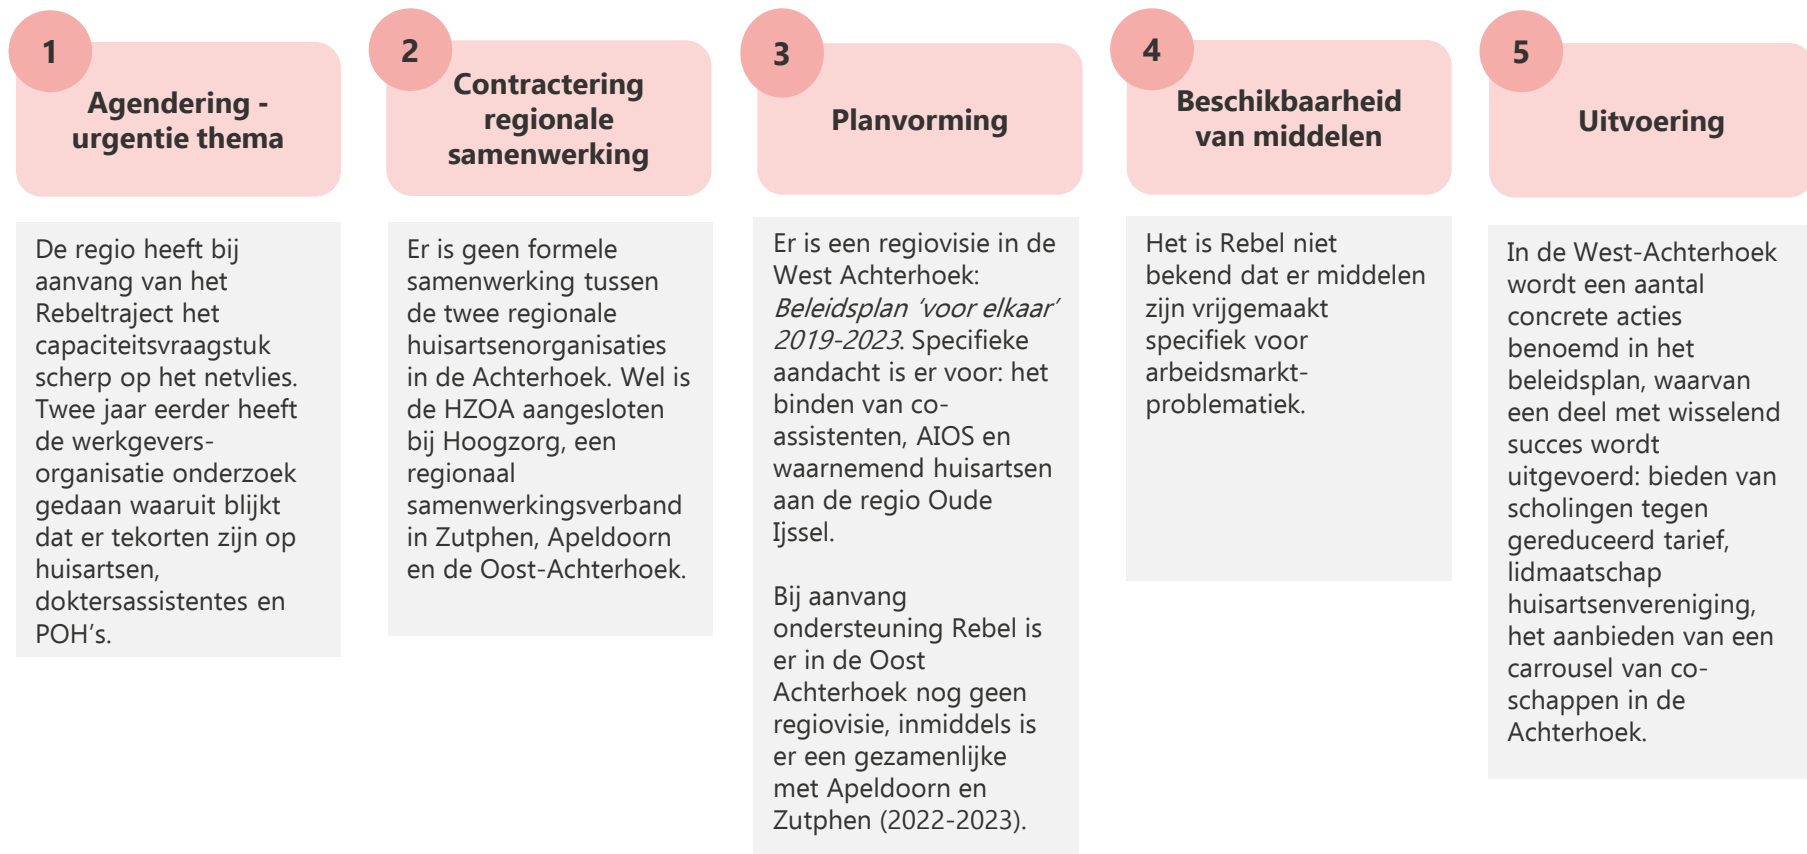 1
Agendering -
urgentie thema
De regio heeft bij
aanvang van het
Rebeltraject het
capaciteitsvraagstuk
scherp op het netvlies.
Twee jaar eerder heeft
de werkgevers-
organisatie onderzoek
gedaan waaruit blijkt
dat er tekorten zijn op
huisartsen,
doktersassistentes en
POH’s.
2
Contractering
regionale
samenwerking
Er is geen formele
samenwerking tussen
de twee regionale
huisartsenorganisaties
in de Achterhoek. Wel is
de HZOA aangesloten
bij Hoogzorg, een
regionaal
samenwerkingsverband
in Zutphen, Apeldoorn
en de Oost-Achterhoek.
3
Planvorming
Er is een regiovisie in de
West Achterhoek:
Beleidsplan ‘voor elkaar’
2019-2023. Specifieke
aandacht is er voor: het
binden van co-
assistenten, AIOS en
waarnemend huisartsen
aan de regio Oude
Ijssel.
Bij aanvang
ondersteuning Rebel is
er in de Oost
Achterhoek nog geen
regiovisie, inmiddels is
er een gezamenlijke
met Apeldoorn en
Zutphen (2022-2023).
4
Beschikbaarheid
van middelen
Het is Rebel niet
bekend dat er middelen
zijn vrijgemaakt
specifiek voor
arbeidsmarkt-
problematiek.
5
Uitvoering
In de West-Achterhoek
wordt een aantal
concrete acties
benoemd in het
beleidsplan, waarvan
een deel met wisselend
succes wordt
uitgevoerd: bieden van
scholingen tegen
gereduceerd tarief,
lidmaatschap
huisartsenvereniging,
het aanbieden van een
carrousel van co-
schappen in de
Achterhoek.